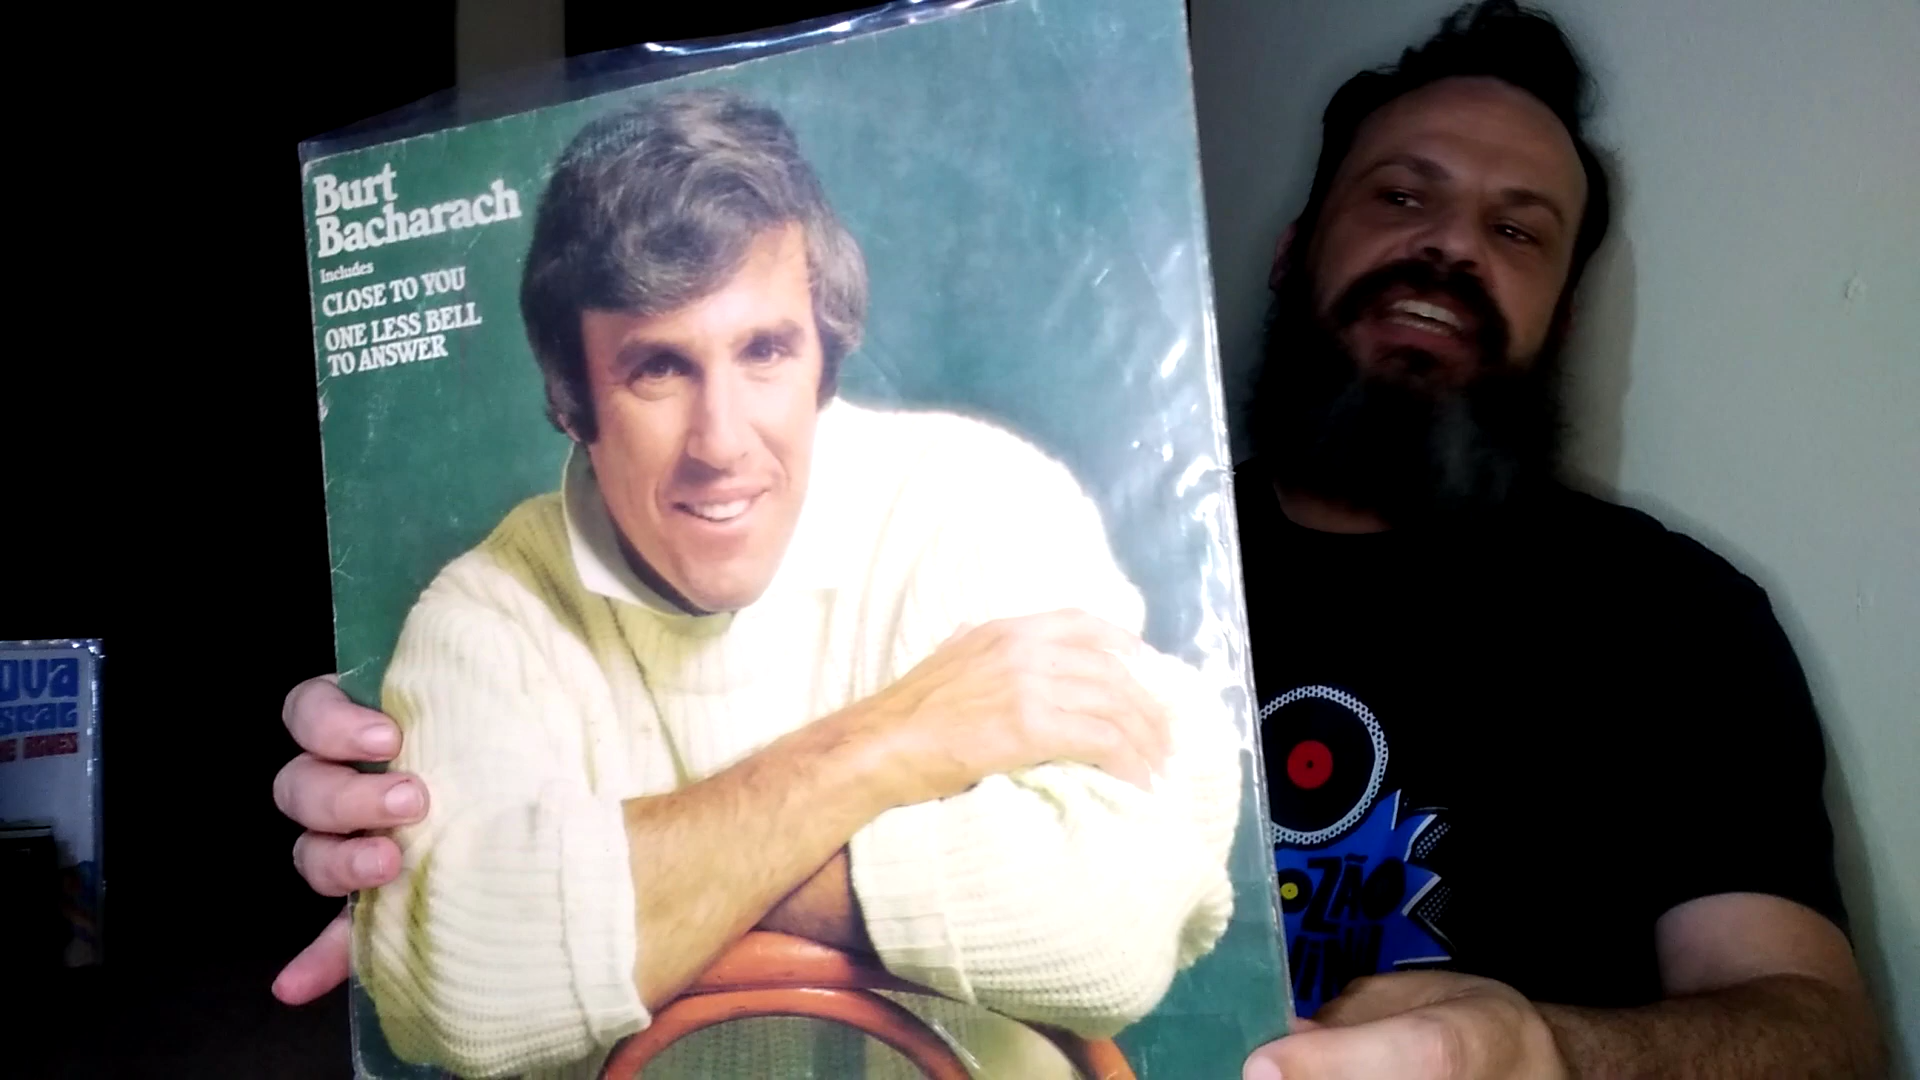 Burt
Bacharach
Includes
CLOSE TO YOU
ONE LESS BELL
TO ANSWER